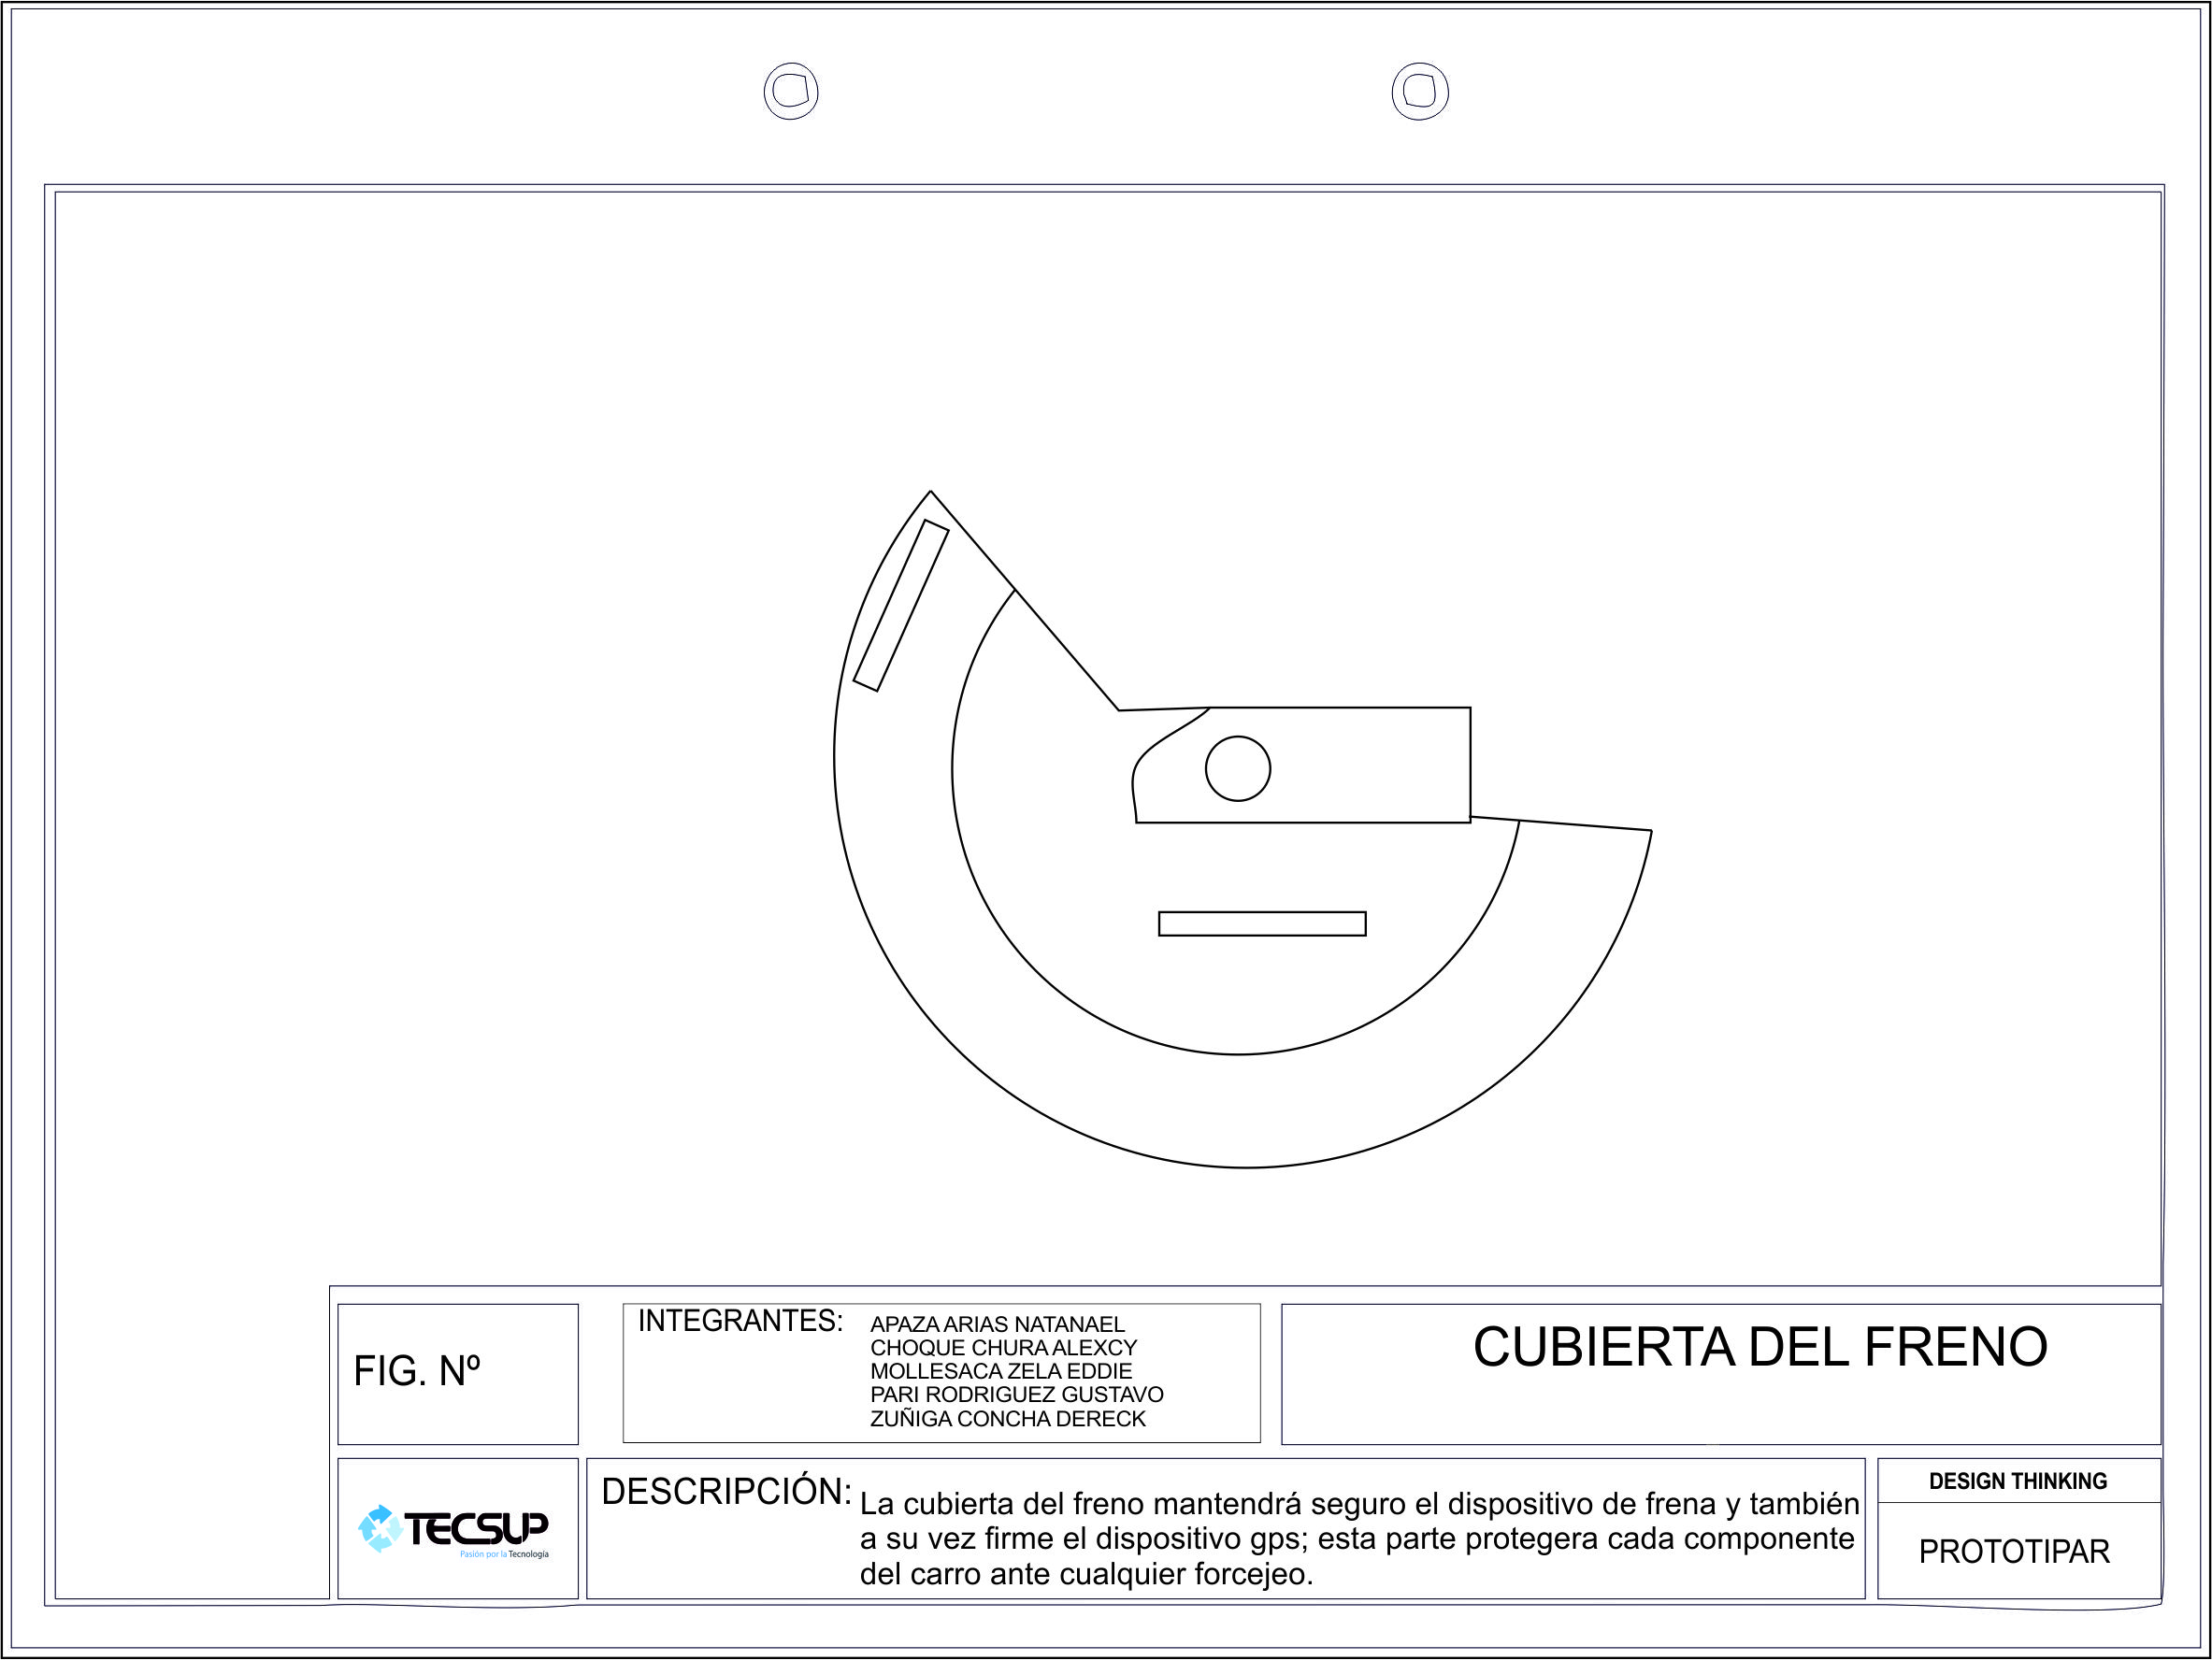 FIG. Nº
INTEGRANTES:
APAZA ARIAS NATANAEL
CHOQUE CHURA ALEXCY
MOLLESACA ZELA EDDIE
PARI RODRIGUEZ GUSTAVO
ZUÑIGA CONCHA DERECK
CUBIERTA DEL FRENO
TECSUP
Pasión por la Tecnología
DESCRIPCIÓN:
La cubierta del freno mantendrá seguro el dispositivo de frena y también
a su vez firme el dispositivo gps; esta parte protegera cada componente
del carro ante cualquier forcejeo.
DESIGN THINKING
PROTOTIPAR